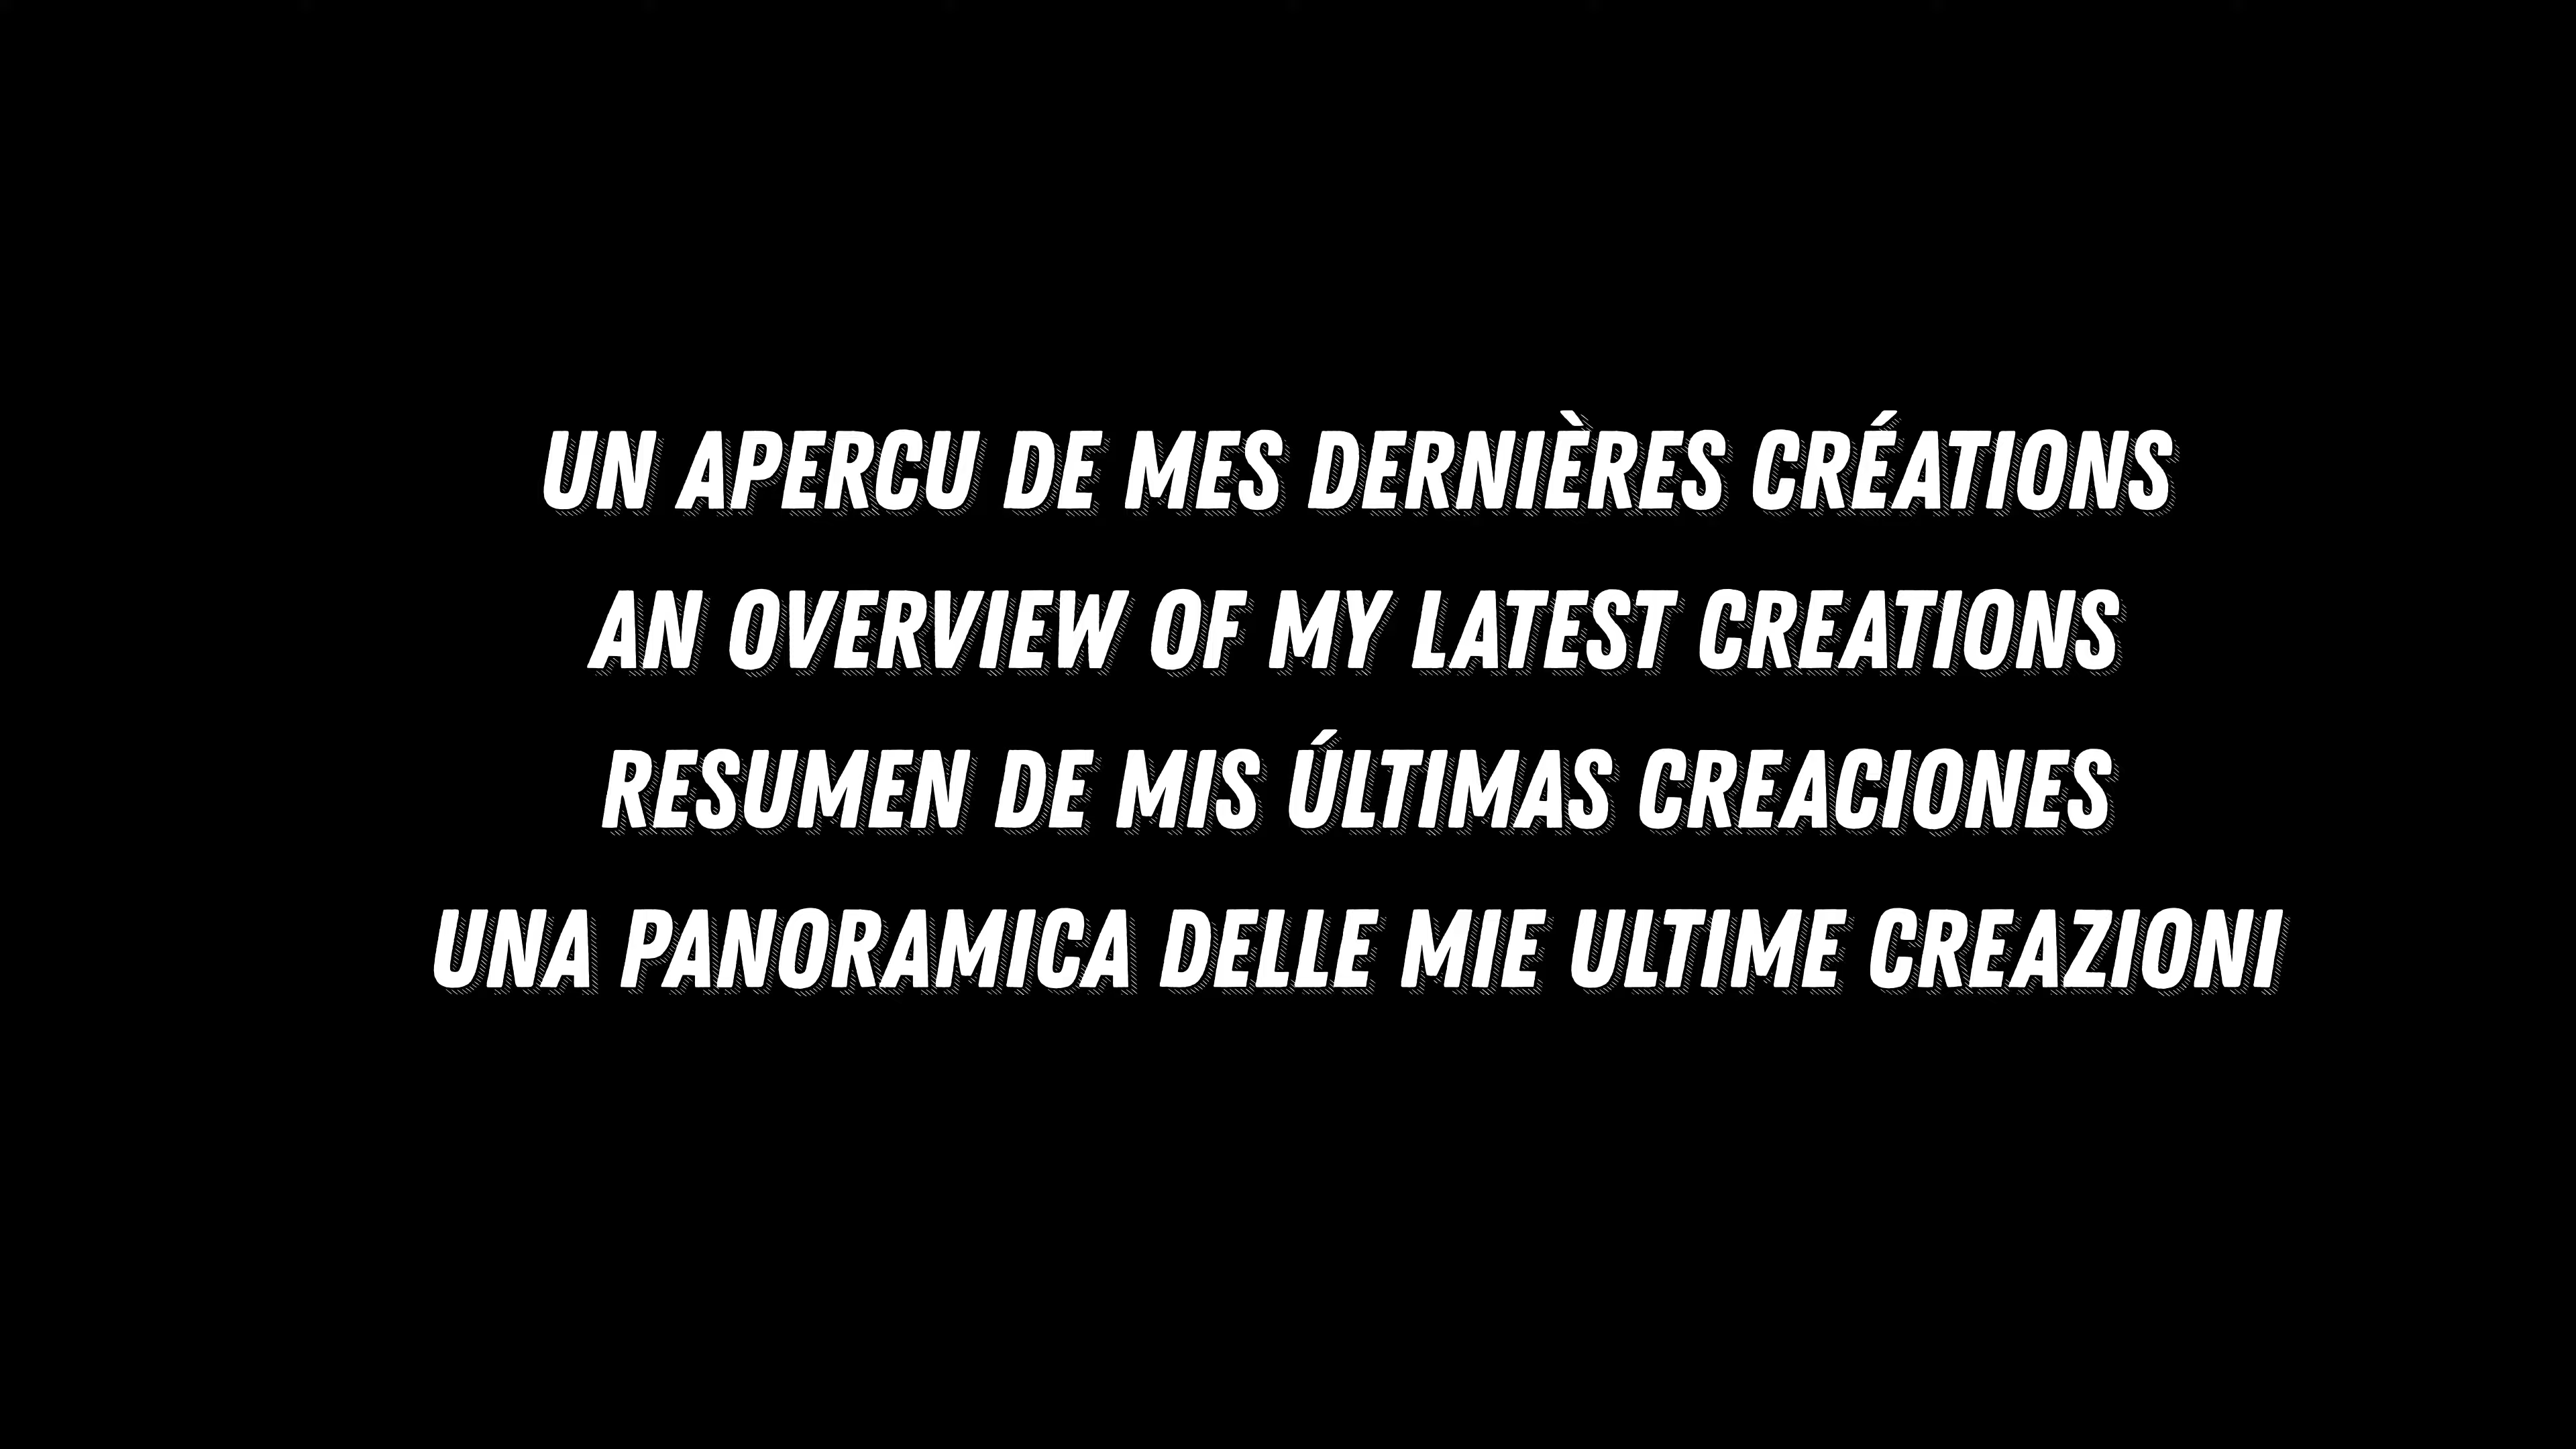 UN APERCU DE MES DERNIÈRES CRÉATIONS
AN OVERVIEW OF MY LATEST CREATIONS
RESUMEN DE MIS ÚLTIMAS CREACIONES
UNA PANORAMICA DELLE MIE ULTIME CREAZIONI